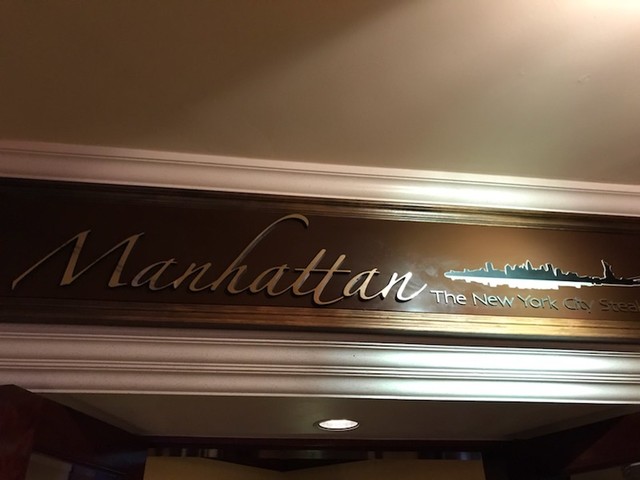 Manhattan
The New York City